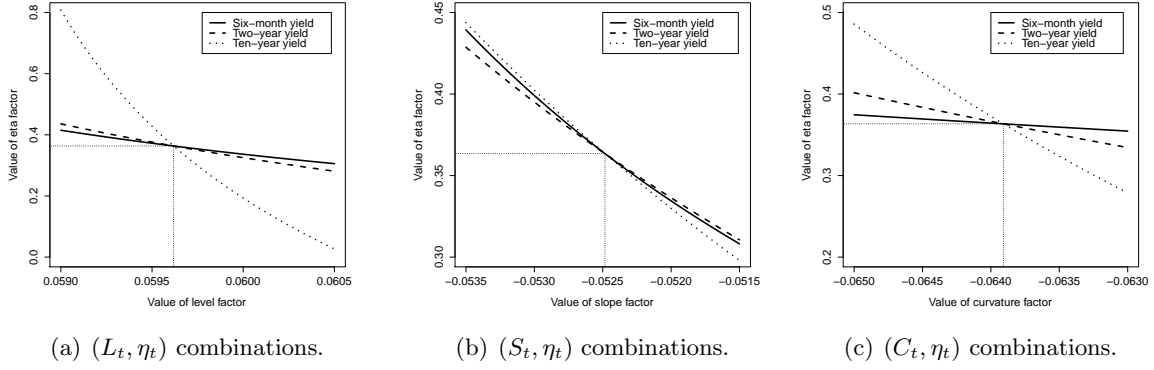 Six−month yield
Two−year yield
Ten−year yield
Value of eta factor
0.0
0.2
0.4
0.6
0.8
0.0590
0.0595
0.0600
0.0605
Value of level factor
(a) (L_t, η_t) combinations.
Six−month yield
Two−year yield
Ten−year yield
Value of eta factor
0.30
0.35
0.40
−0.0535
−0.0530
−0.0525
−0.0520
−0.0515
Value of slope factor
(b) (S_t, η_t) combinations.
Six−month yield
Two−year yield
Ten−year yield
Value of eta factor
0.2
0.3
0.4
0.5
−0.0650
−0.0645
−0.0640
−0.0635
−0.0630
Value of curvature factor
(c) (C_t, η_t) combinations.